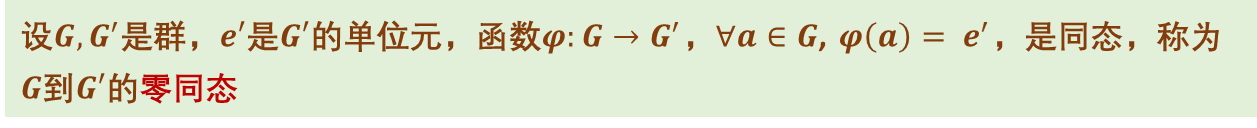 设G, G′是群，e′是G′的单位元，函数φ: G → G′，∀a ∈ G, φ(a) = e′，是同态，称为
G到G′的零同态